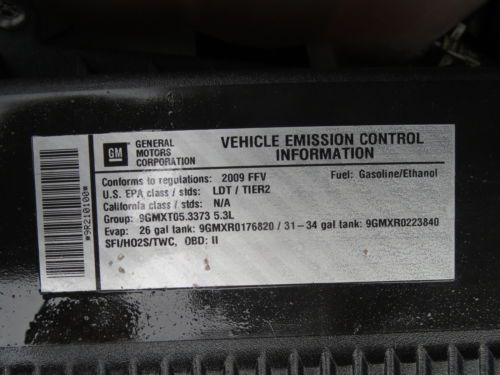 GM
GENERAL
MOTORS
CORPORATION
VEHICLE EMISSION CONTROL
INFORMATION
Conforms to regulations: 2009 FFV Fuel: Gasoline/Ethanol
U.S. EPA class / stds: LDT / TIER2
California class / stds: N/A
Group: 9GMXT05.3373 5.3L
Evap: 26 gal tank: 9GMXR0176820 / 31-34 gal tank: 9GMXR0223840
SFI/HO2S/TWC, OBD: II
*9R210100*